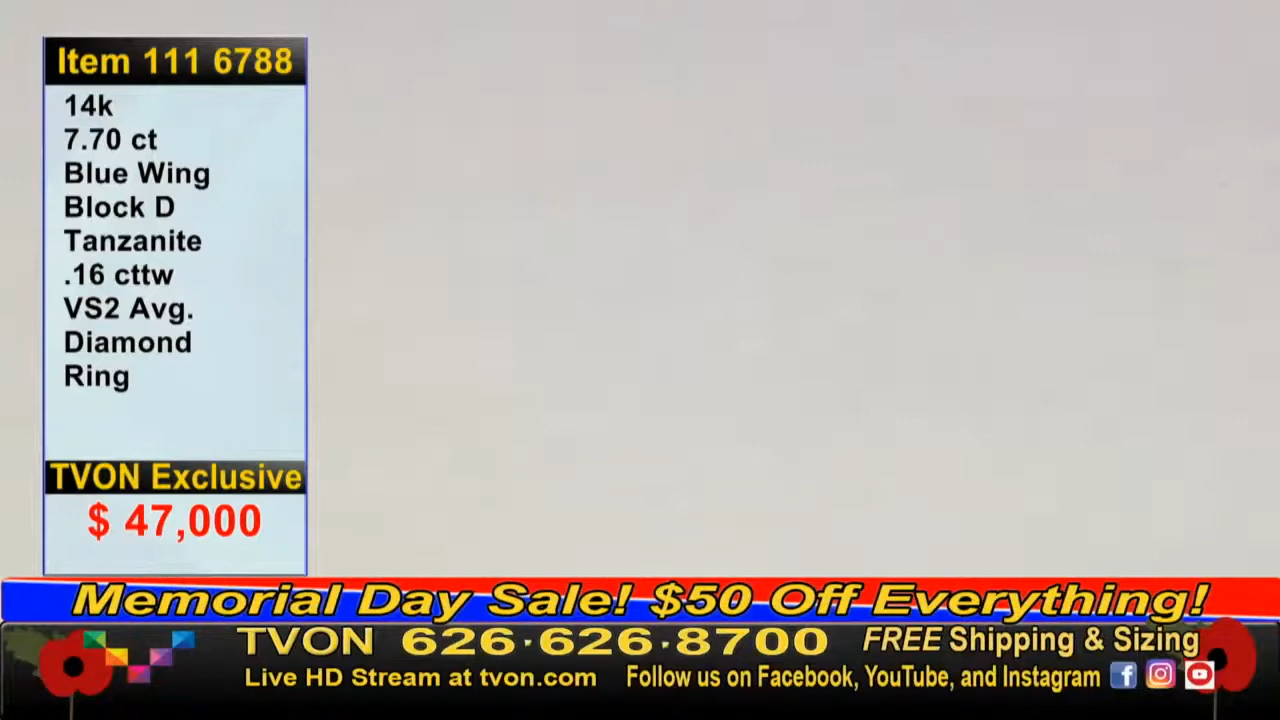 Item 111 6788
14k
7.70 ct
Blue Wing
Block D
Tanzanite
.16 cttw
VS2 Avg.
Diamond
Ring
TVON Exclusive
$ 47,000
Memorial Day Sale! $50 Off Everything!
TVON 626·626·8700 FREE Shipping & Sizing
Live HD Stream at tvon.com Follow us on Facebook, YouTube, and Instagram